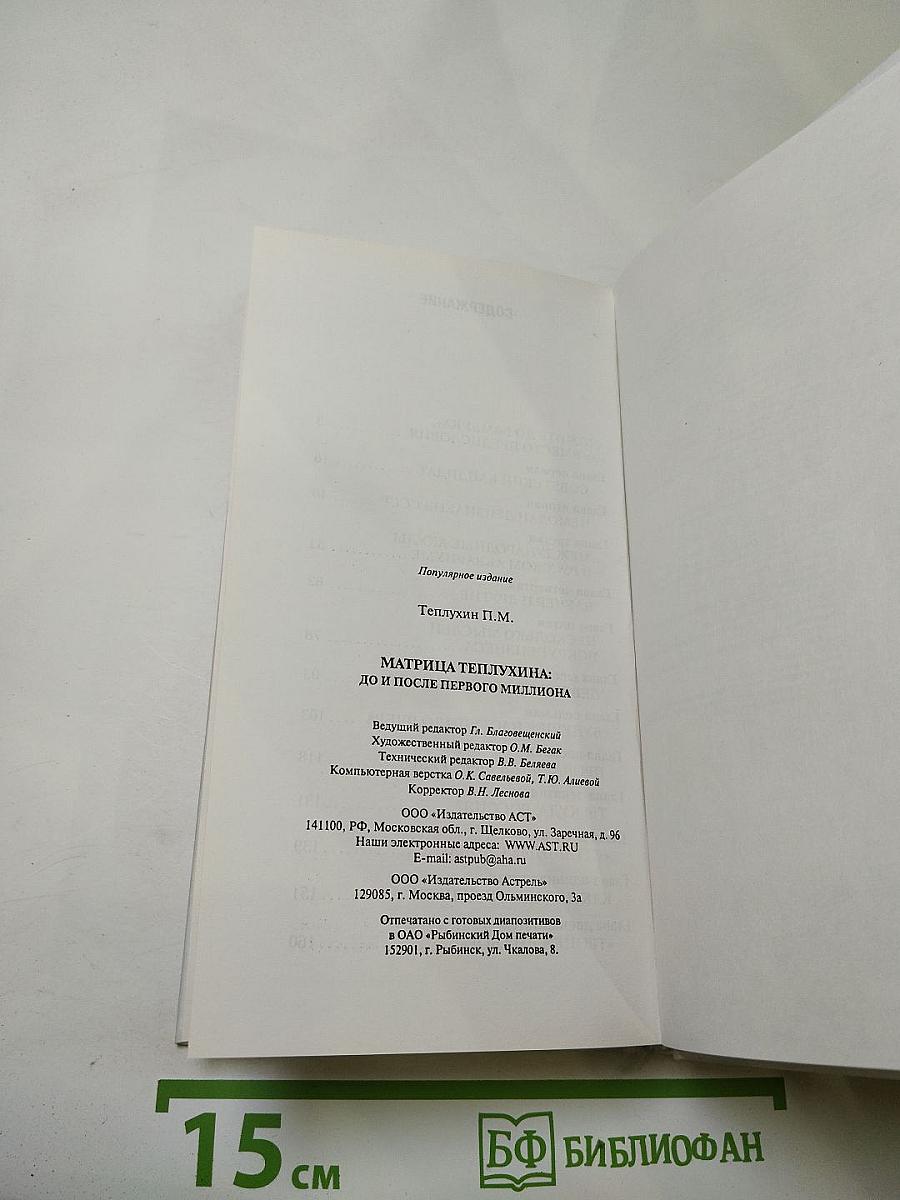 Популярное издание
Теплухин П.М.
МАТРИЦА ТЕПЛУХИНА:
ДО И ПОСЛЕ ПЕРВОГО МИЛЛИОНА
Ведущий редактор Гл. Благовещенский
Художественный редактор О.М. Бегак
Технический редактор В.В. Беляева
Компьютерная верстка О.К. Савельевой, Т.Ю. Алиевой
Корректор В.Н. Леснова
ООО «Издательство АСТ»
141100, РФ, Московская обл., г. Щелково, ул. Заречная, д. 96
Наши электронные адреса: WWW.AST.RU
E-mail: astpub@aha.ru
ООО «Издательство Астрель»
129085, г. Москва, проезд Ольминского, 3а
Отпечатано с готовых диапозитивов
в ОАО «Рыбинский Дом печати»
152901, г. Рыбинск, ул. Чкалова, 8.
15 см
БФ БИБЛИОФАН